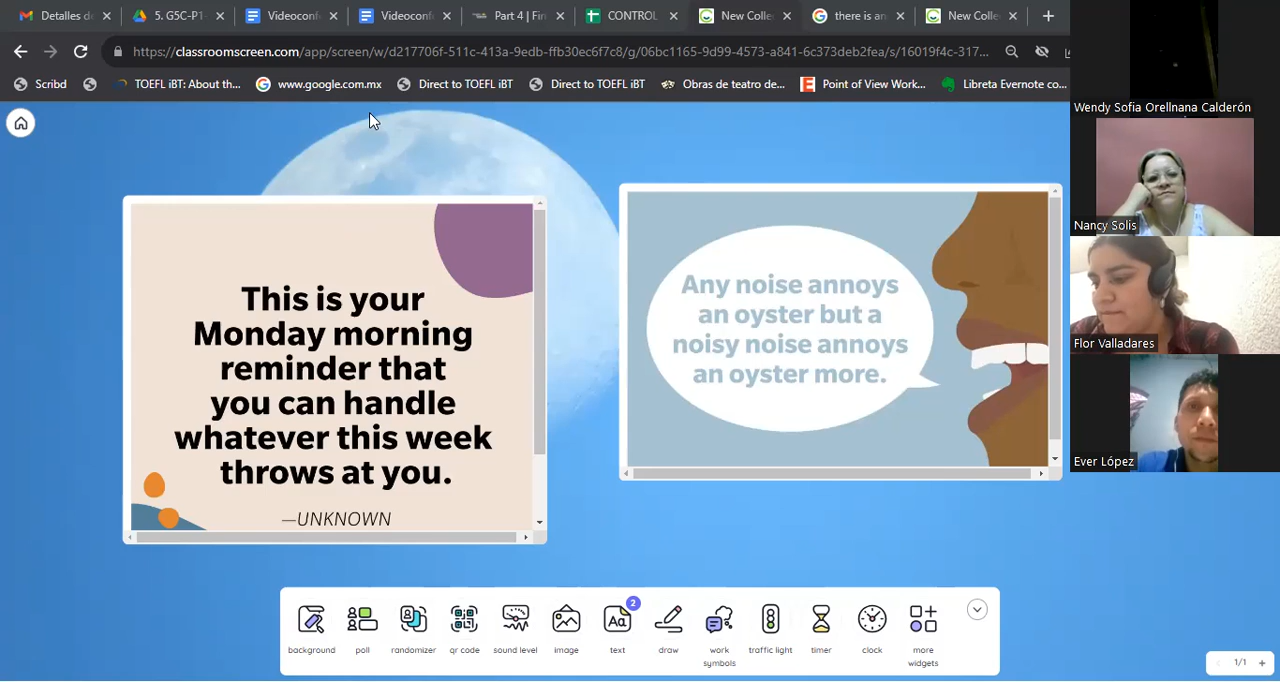 Detalles d
5. G5C-P1-
Videoconf
Videoconf
Part 4 | Fin
CONTROL
New Colle
there is an
New Colle
https://classroomscreen.com/app/screen/w/d217706f-511c-413a-9edb-ffb30ec6f7c8/g/06bc1165-9d99-4573-a841-6c373deb2fea/s/16019f4c-317...
Scribd
TOEFL iBT: About th...
www.google.com.mx
Direct to TOEFL iBT
Direct to TOEFL iBT
Obras de teatro de...
Point of View Work...
Libreta Evernote co...
Wendy Sofia Orellnana Calderón
Nancy Solis
Flor Valladares
Ever López
This is your
Monday morning
reminder that
you can handle
whatever this week
throws at you.
—UNKNOWN
Any noise annoys
an oyster but a
noisy noise annoys
an oyster more.
background
poll
randomizer
qr code
sound level
image
Aa
2
text
draw
work
symbols
traffic light
timer
clock
more
widgets
1/1